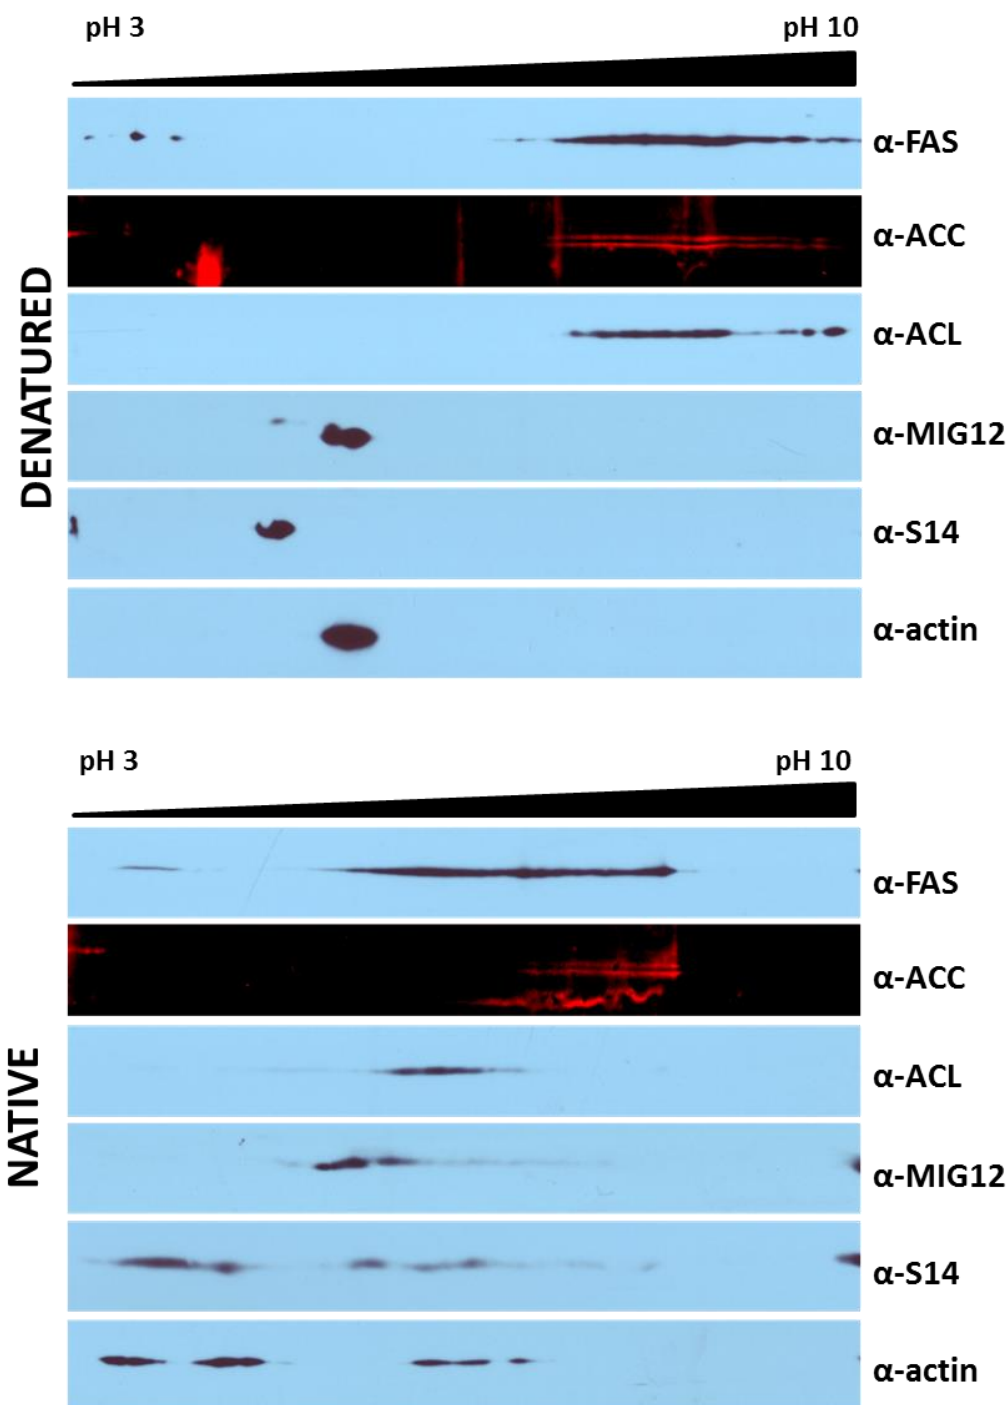 pH 3 pH 10
α-FAS
α-ACC
α-ACL
α-MIG12
α-S14
α-actin
DENATURED
pH 3 pH 10
α-FAS
α-ACC
α-ACL
α-MIG12
α-S14
α-actin
NATIVE